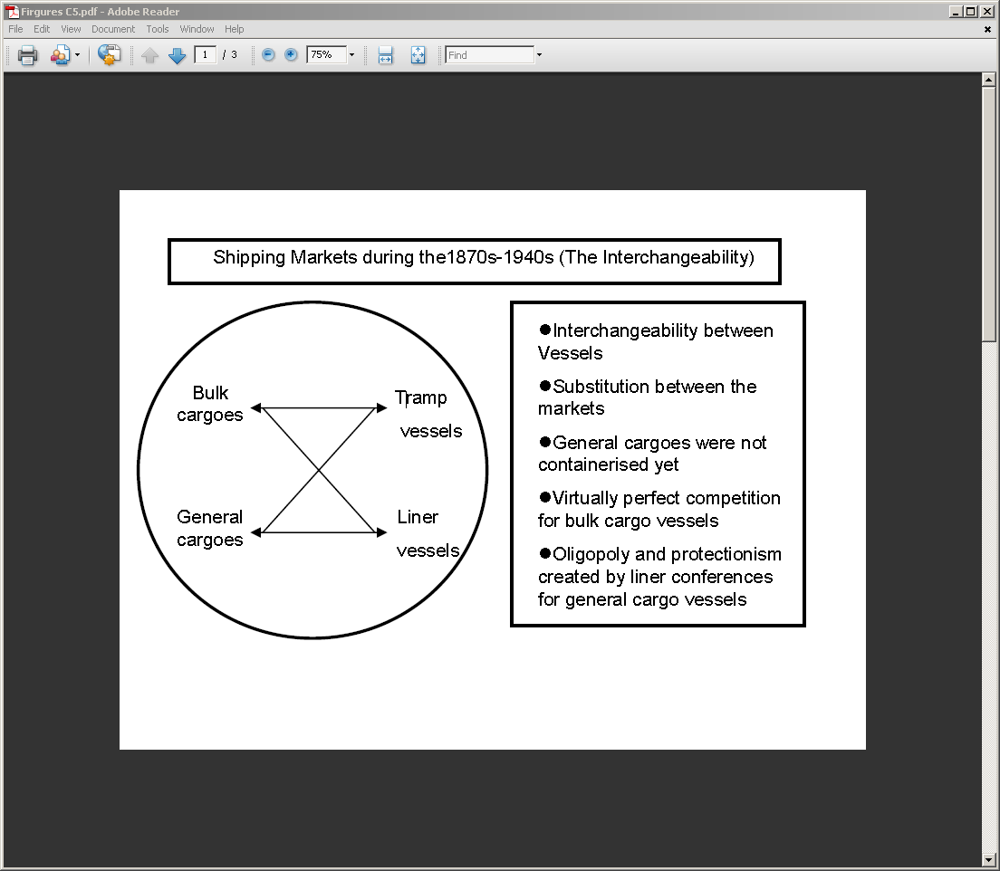 Firgures C5.pdf - Adobe Reader
File Edit View Document Tools Window Help
1 / 3 75% Find
Shipping Markets during the1870s-1940s (The Interchangeability)
Bulk
cargoes
Tramp
vessels
General
cargoes
Liner
vessels
●Interchangeability between
Vessels
●Substitution between the
markets
●General cargoes were not
containerised yet
●Virtually perfect competition
for bulk cargo vessels
●Oligopoly and protectionism
created by liner conferences
for general cargo vessels